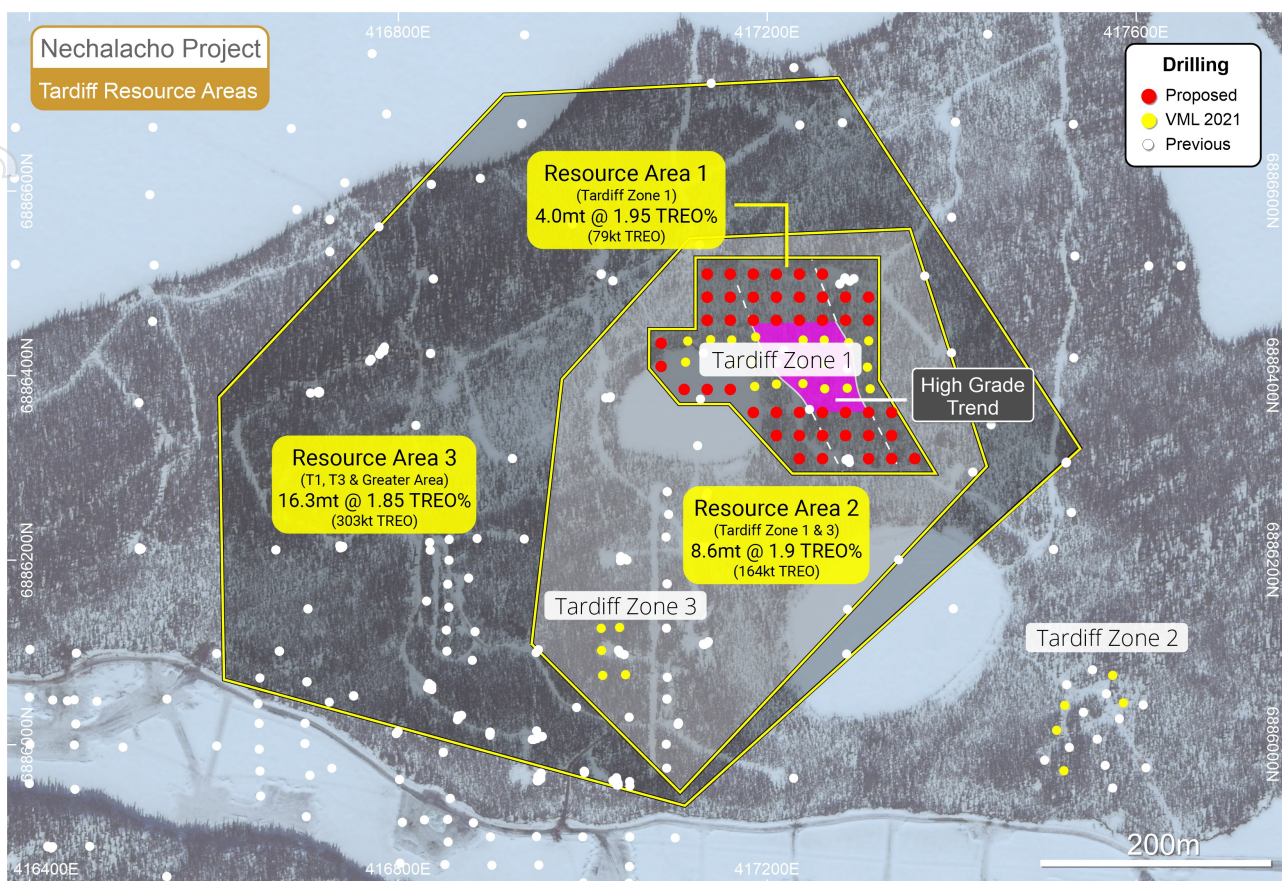 416800E
417200E
417600E
Nechalacho Project
Tardiff Resource Areas
Drilling
Proposed
VML 2021
Previous
6886600N
6886600N
Resource Area 1
(Tardiff Zone 1)
4.0mt @ 1.95 TREO%
(79kt TREO)
6886400N
6886400N
Tardiff Zone 1
High Grade
Trend
Resource Area 3
(T1, T3 & Greater Area)
16.3mt @ 1.85 TREO%
(303kt TREO)
Resource Area 2
(Tardiff Zone 1 & 3)
8.6mt @ 1.9 TREO%
(164kt TREO)
6886200N
6886200N
Tardiff Zone 3
Tardiff Zone 2
6886000N
6886000N
200m
416400E
416800E
417200E